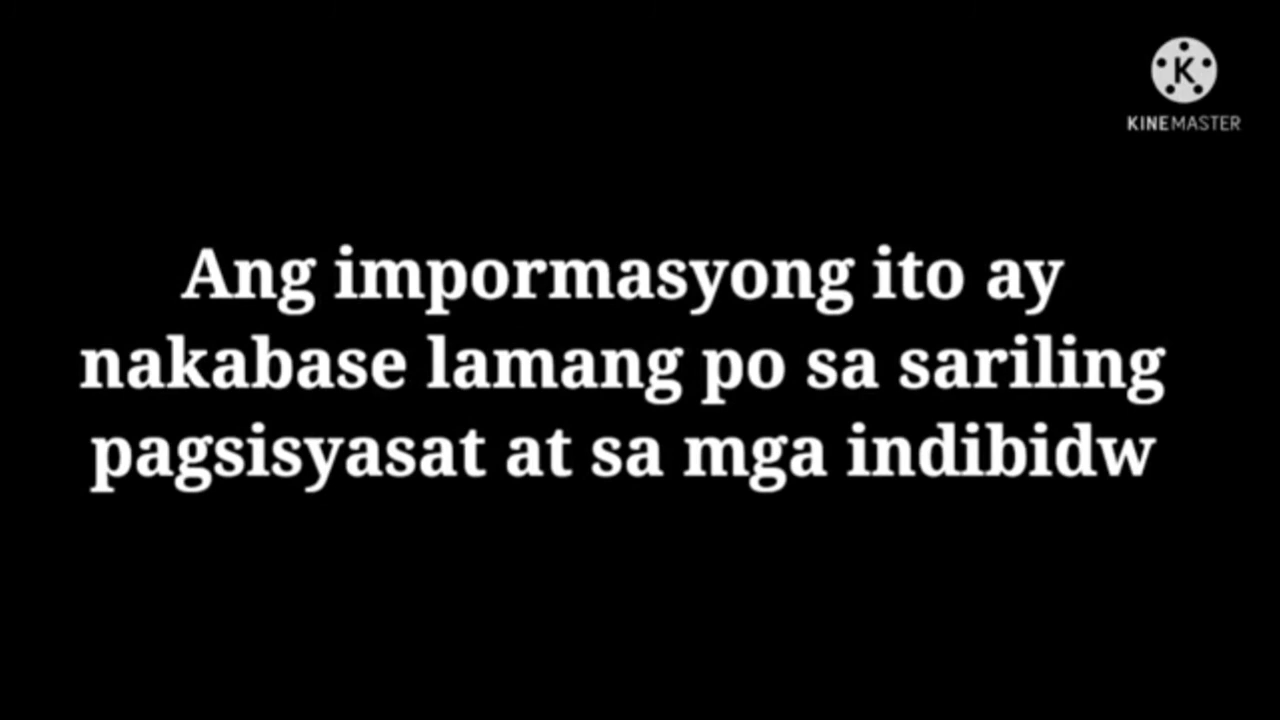 KINEMASTER
Ang impormasyong ito ay
nakabase lamang po sa sariling
pagsisyasat at sa mga indibidw